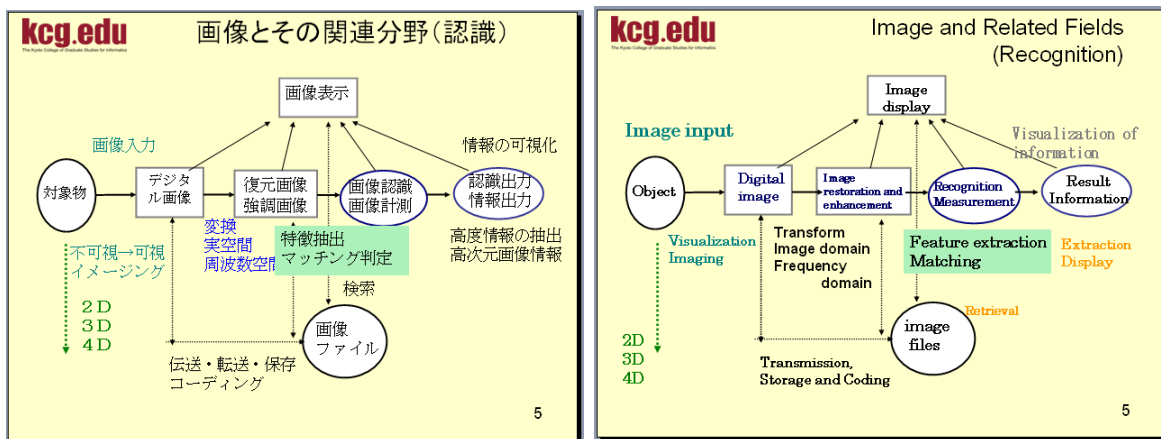 kcg.edu
The Kyoto College of Graduate Studies for Informatics
画像とその関連分野(認識)
画像表示
画像入力
情報の可視化
対象物
デジタ
ル画像
復元画像
強調画像
画像認識
画像計測
認識出力
情報出力
変換
実空間
周波数空間
特徴抽出
マッチング判定
高度情報の抽出
高次元画像情報
不可視→可視
イメージング
検索
2D
3D
4D
画像
ファイル
伝送・転送・保存
コーディング
5
kcg.edu
The Kyoto College of Graduate Studies for Informatics
Image and Related Fields
(Recognition)
Image
display
Image input
Visualization of
information
Object
Digital
image
Image
restoration and
enhancement
Recognition
Measurement
Result
Information
Visualization
Imaging
Transform
Image domain
Frequency
domain
Feature extraction
Matching
Extraction
Display
Retrieval
image
files
2D
3D
4D
Transmission,
Storage and Coding
5